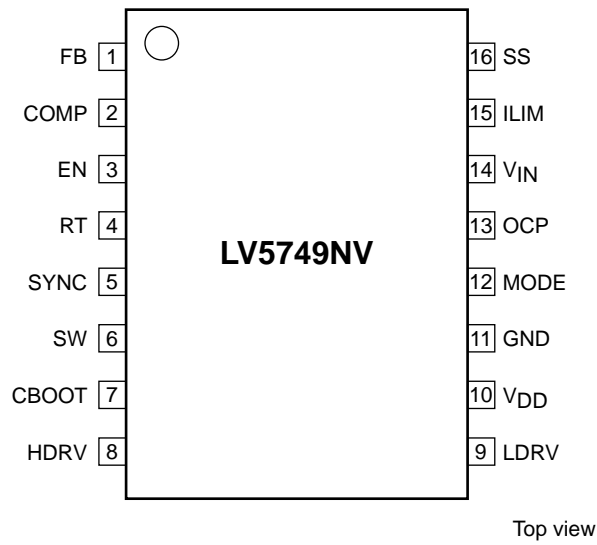 FB 1
COMP 2
EN 3
RT 4
SYNC 5
SW 6
CBOOT 7
HDRV 8
LV5749NV
16 SS
15 ILIM
14 VIN
13 OCP
12 MODE
11 GND
10 VDD
9 LDRV
Top view